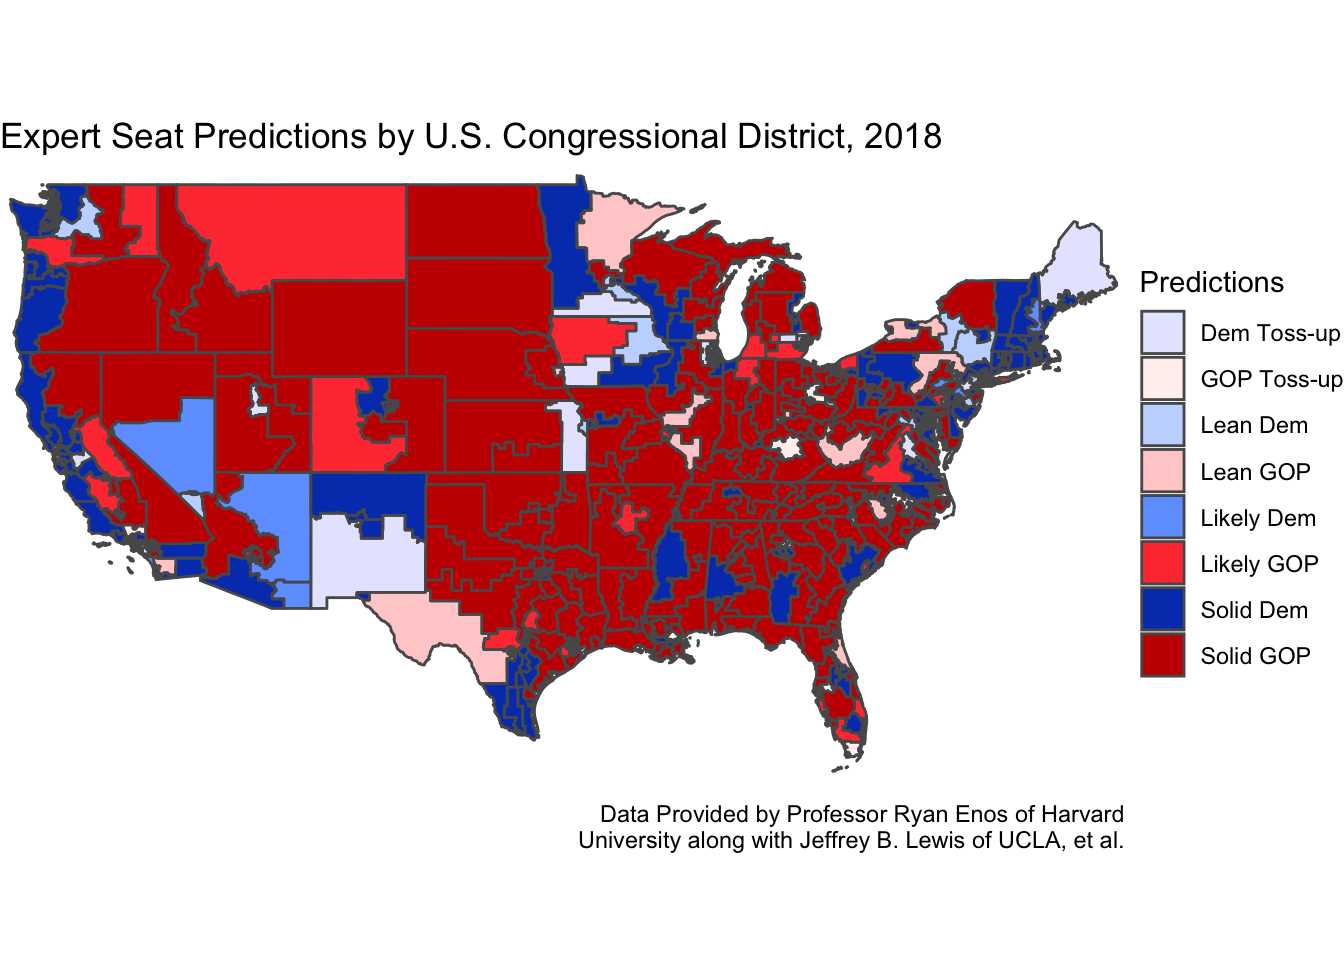 Expert Seat Predictions by U.S. Congressional District, 2018
Predictions
Dem Toss-up
GOP Toss-up
Lean Dem
Lean GOP
Likely Dem
Likely GOP
Solid Dem
Solid GOP
Data Provided by Professor Ryan Enos of Harvard
University along with Jeffrey B. Lewis of UCLA, et al.